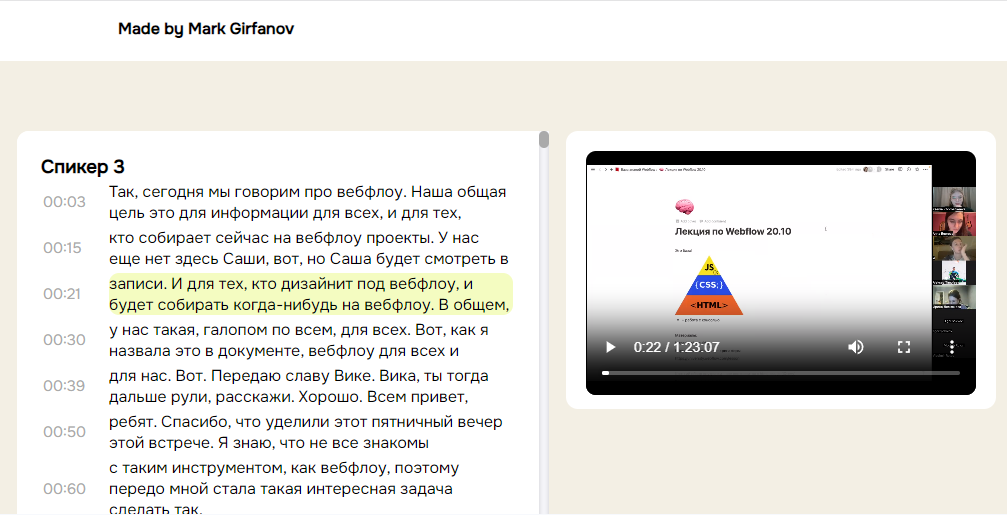 Made by Mark Girfanov
Спикер 3
00:03
Так, сегодня мы говорим про вебфлоу. Наша общая
цель это для информации для всех, и для тех,
00:15
кто собирает сейчас на вебфлоу проекты. У нас
еще нет здесь Саши, вот, но Саша будет смотреть в
00:21
записи. И для тех, кто дизайнит под вебфлоу, и
будет собирать когда-нибудь на вебфлоу. В общем,
00:30
у нас такая, галопом по всем, для всех. Вот, как я
назвала это в документе, вебфлоу для всех и
00:39
для нас. Вот. Передаю славу Вике. Вика, ты тогда
дальше рули, расскажи. Хорошо. Всем привет,
00:50
ребят. Спасибо, что уделили этот пятничный вечер
этой встрече. Я знаю, что не все знакомы
00:60
с таким инструментом, как вебфлоу, поэтому
передо мной стала такая интересная задача
сделать так.
Лекция по Webflow 20.10
JS
{CSS;}
<HTML>
0:22 / 1:23:07